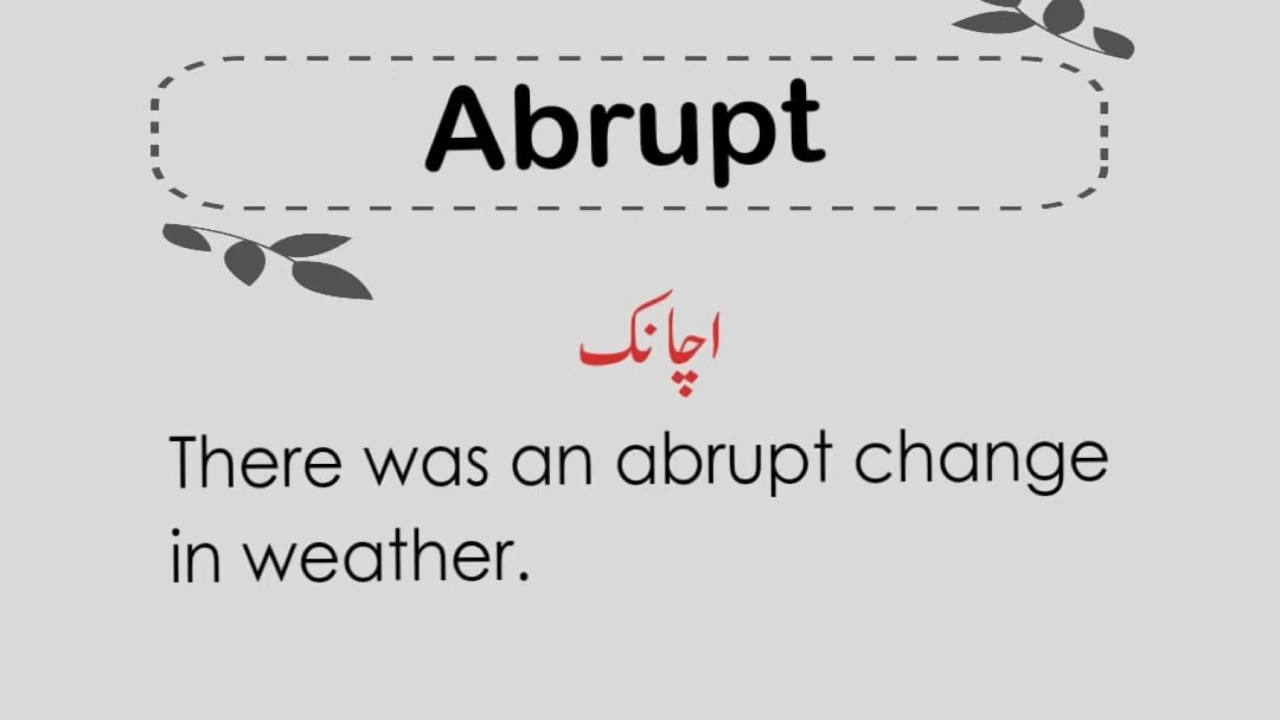 Abrupt
اچانک
There was an abrupt change
in weather.